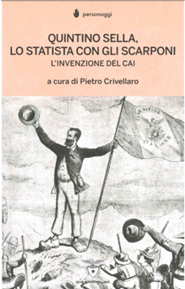 personaggi
QUINTINO SELLA,
LO STATISTA CON GLI SCARPONI
L'INVENZIONE DEL CAI
a cura di Pietro Crivellaro